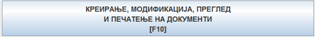 КРЕИРАЊЕ, МОДИФИКАЦИЈА, ПРЕГЛЕД
И ПЕЧАТЕЊЕ НА ДОКУМЕНТИ
[F10]